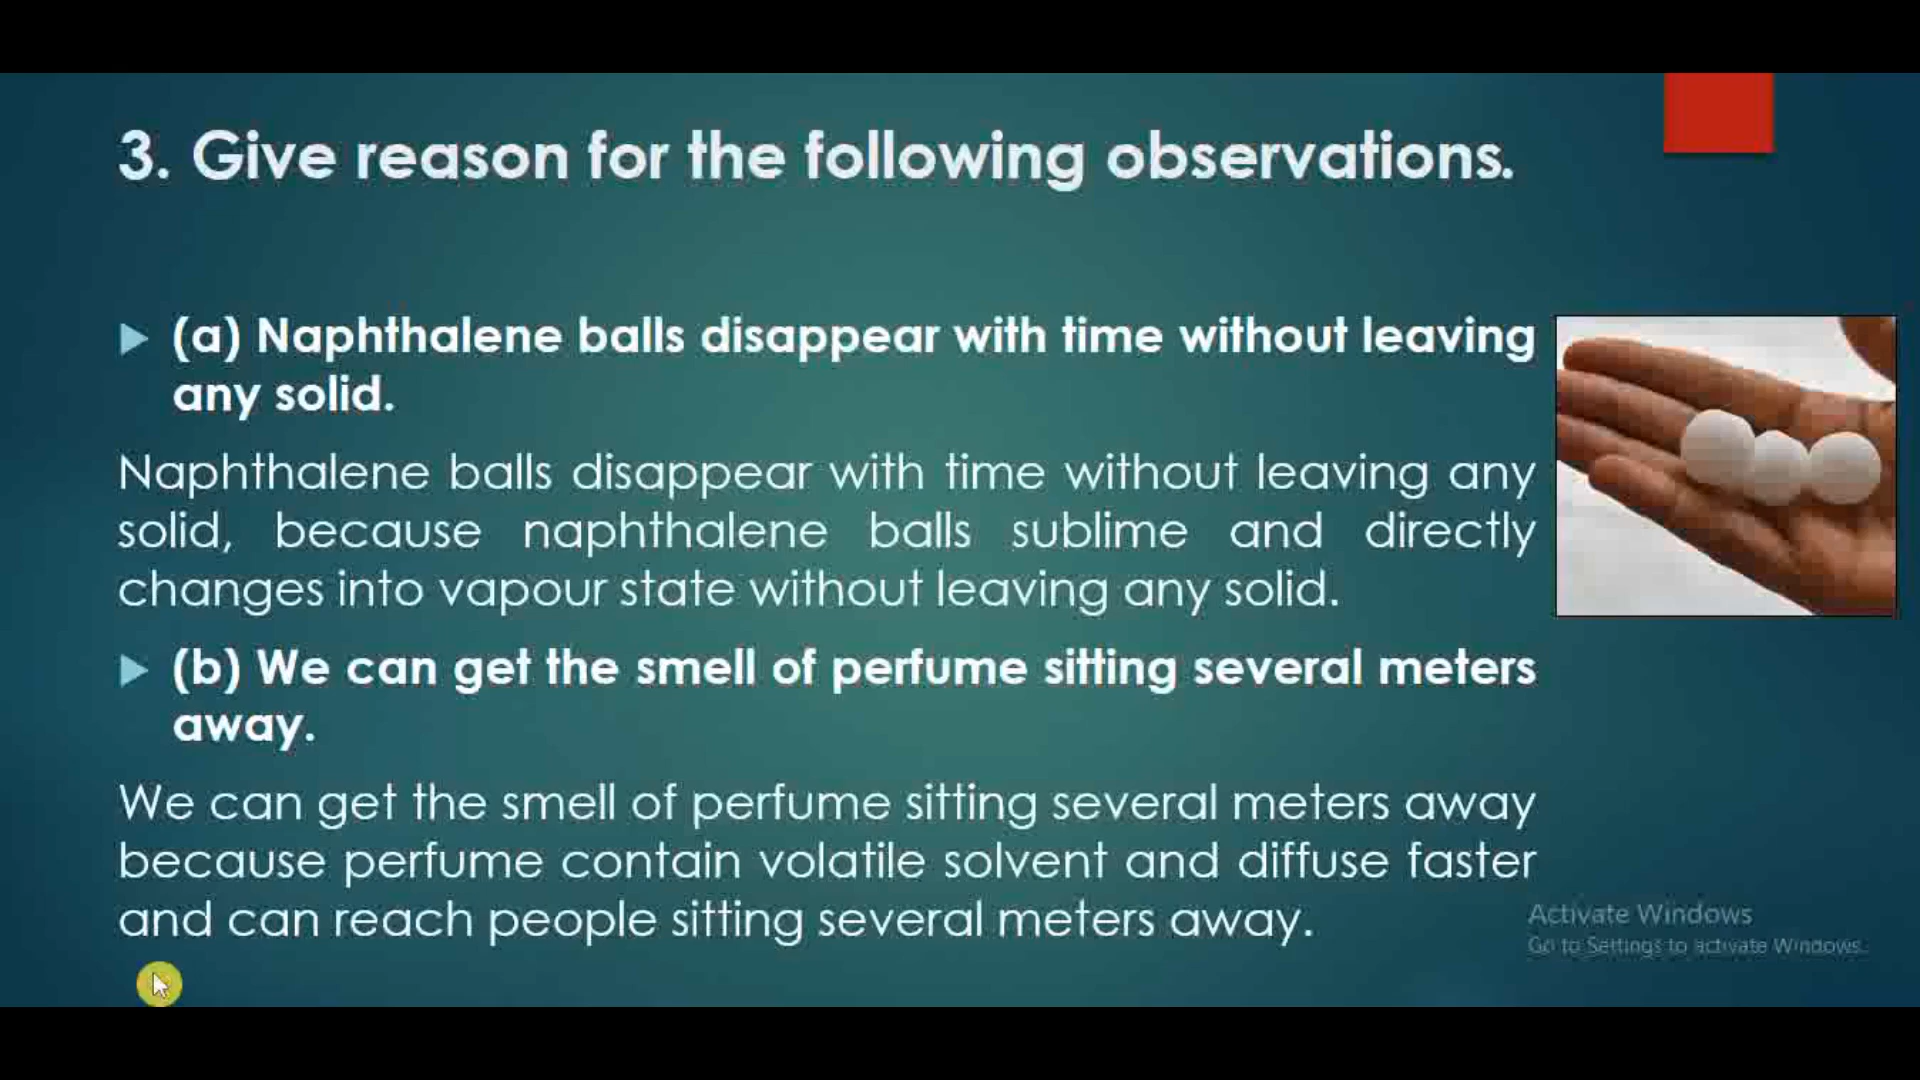 3. Give reason for the following observations.
(a) Naphthalene balls disappear with time without leaving
any solid.
Naphthalene balls disappear with time without leaving any
solid, because naphthalene balls sublime and directly
changes into vapour state without leaving any solid.
(b) We can get the smell of perfume sitting several meters
away.
We can get the smell of perfume sitting several meters away
because perfume contain volatile solvent and diffuse faster
and can reach people sitting several meters away.
Activate Windows
Go to Settings to activate Windows.